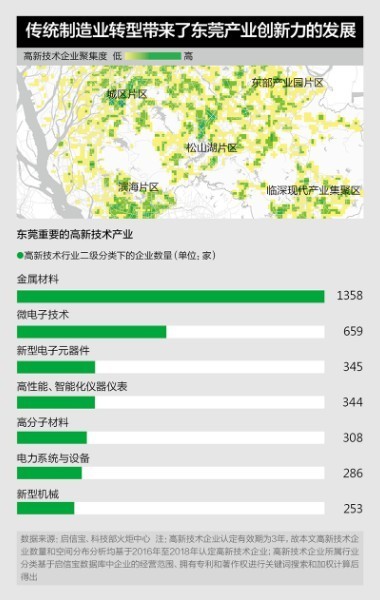 传统制造业转型带来了东莞产业创新力的发展
高新技术企业聚集度 低 高
东部产业园片区
城区片区
松山湖片区
滨海片区
临深现代产业集聚区
东莞重要的高新技术产业
●高新技术行业二级分类下的企业数量（单位：家）
金属材料
1358
微电子技术
659
新型电子元器件
345
高性能、智能化仪器仪表
344
高分子材料
308
电力系统与设备
286
新型机械
253
数据来源：启信宝、科技部火炬中心 注：高新技术企业认定有效期为3年，故本文高新技术企
业数量和空间分布分析均基于2016年至2018年认定高新技术企业；高新技术企业所属行业
分类基于启信宝数据库中企业的经营范围、拥有专利和著作权进行关键词搜索和加权计算后
得出